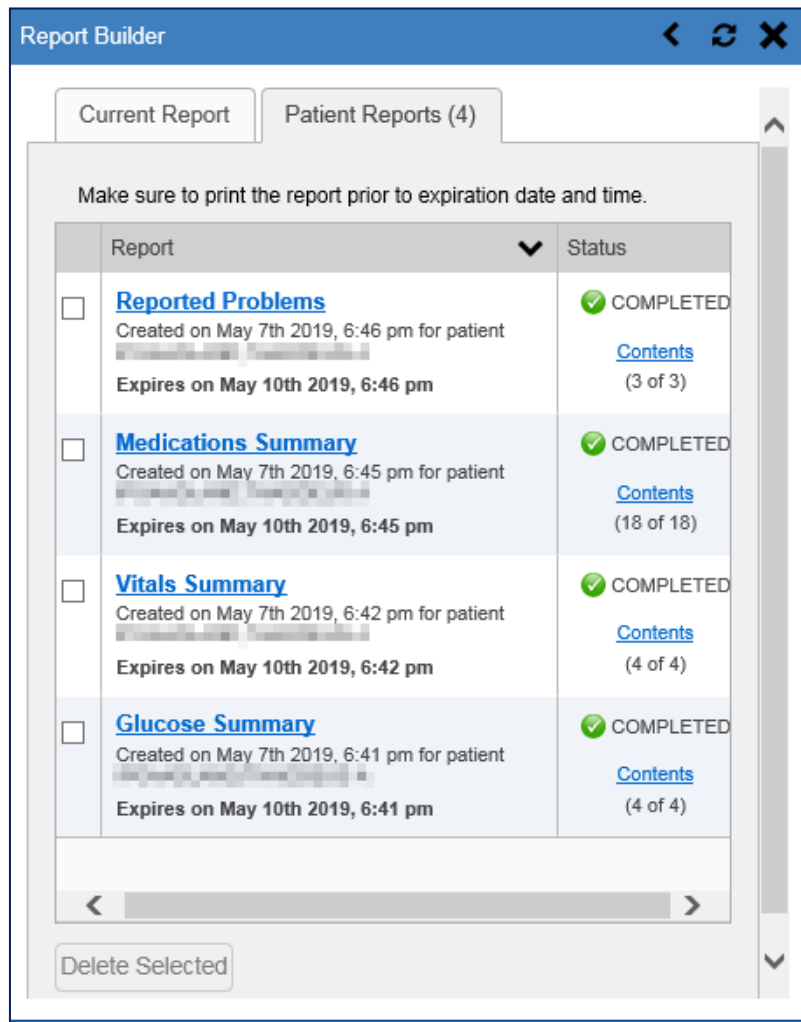 Report Builder
Current Report
Patient Reports (4)
Make sure to print the report prior to expiration date and time.
Report
Status
Reported Problems
Created on May 7th 2019, 6:46 pm for patient
Expires on May 10th 2019, 6:46 pm
COMPLETED
Contents
(3 of 3)
Medications Summary
Created on May 7th 2019, 6:45 pm for patient
Expires on May 10th 2019, 6:45 pm
COMPLETED
Contents
(18 of 18)
Vitals Summary
Created on May 7th 2019, 6:42 pm for patient
Expires on May 10th 2019, 6:42 pm
COMPLETED
Contents
(4 of 4)
Glucose Summary
Created on May 7th 2019, 6:41 pm for patient
Expires on May 10th 2019, 6:41 pm
COMPLETED
Contents
(4 of 4)
Delete Selected